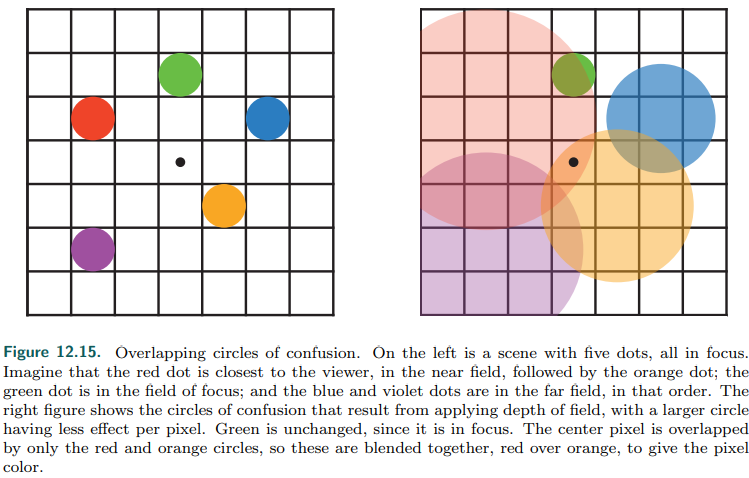 Figure 12.15. Overlapping circles of confusion. On the left is a scene with five dots, all in focus.
Imagine that the red dot is closest to the viewer, in the near field, followed by the orange dot; the
green dot is in the field of focus; and the blue and violet dots are in the far field, in that order. The
right figure shows the circles of confusion that result from applying depth of field, with a larger circle
having less effect per pixel. Green is unchanged, since it is in focus. The center pixel is overlapped
by only the red and orange circles, so these are blended together, red over orange, to give the pixel
color.